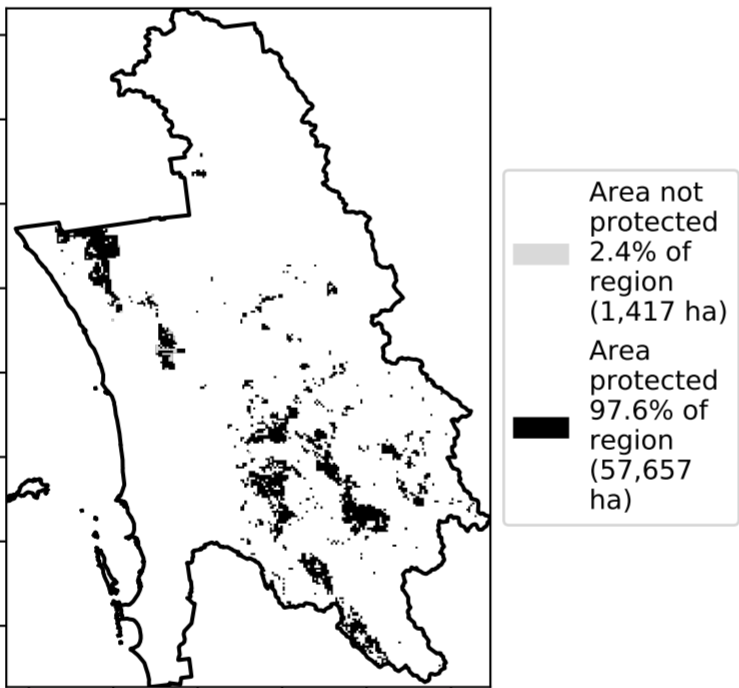 Area not
protected
2.4% of
region
(1,417 ha)
Area
protected
97.6% of
region
(57,657
ha)